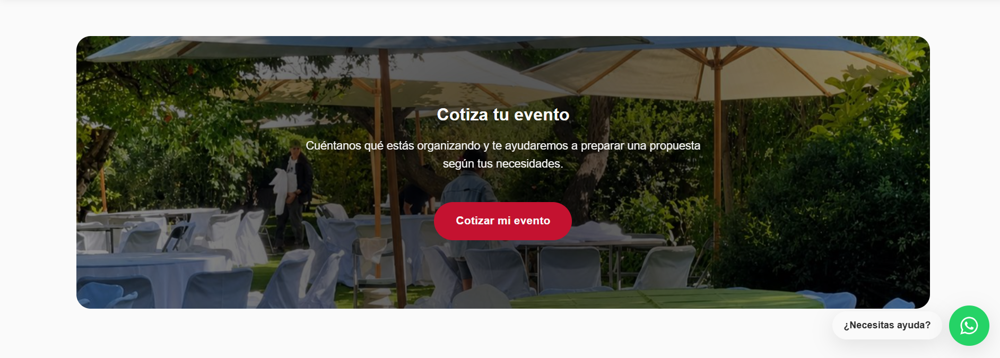 Cotiza tu evento
Cuéntanos qué estás organizando y te ayudaremos a preparar una propuesta
según tus necesidades.
Cotizar mi evento
¿Necesitas ayuda?